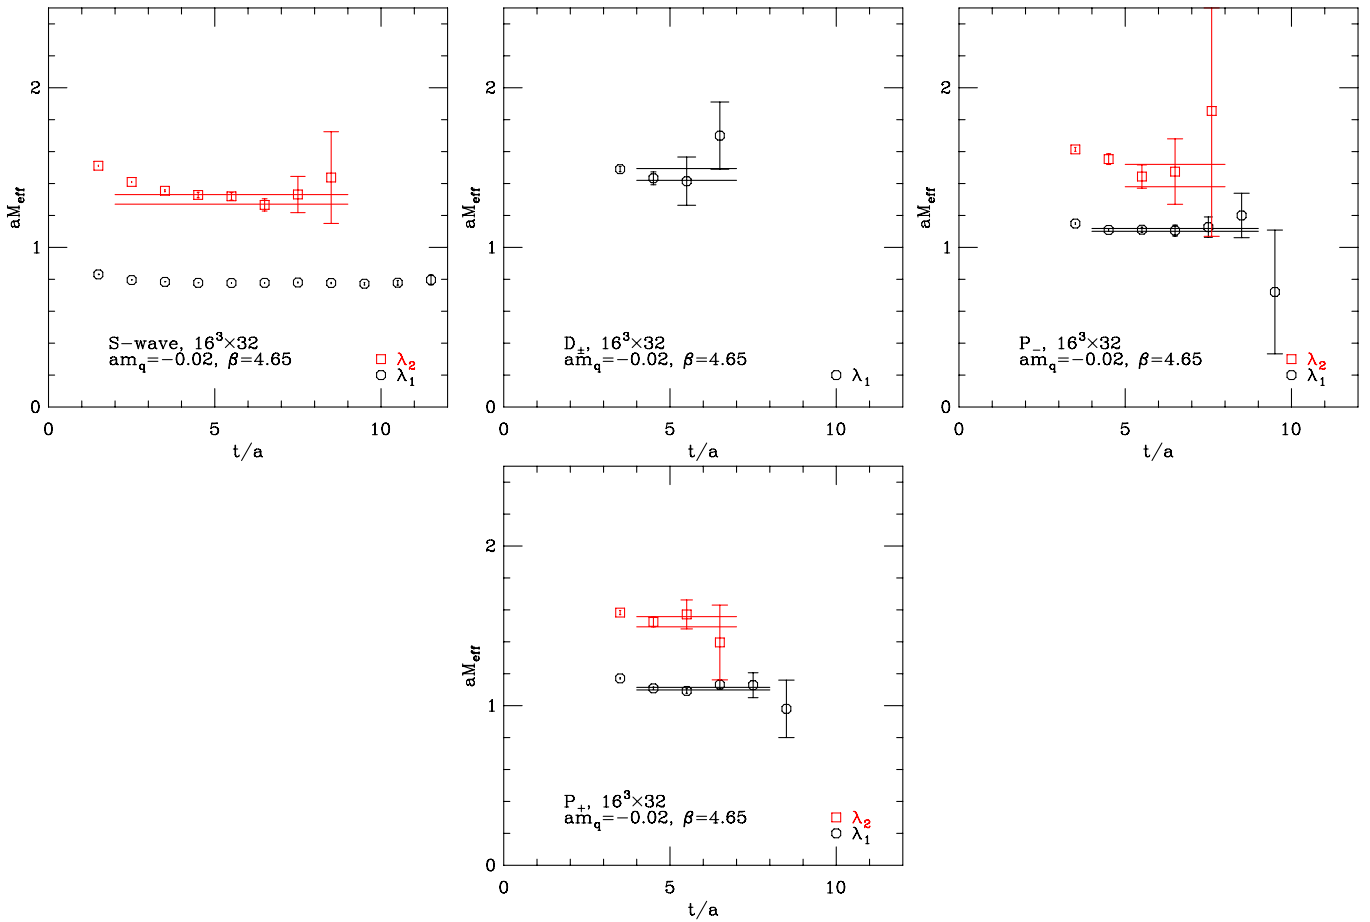 2
1
0
aM_eff
S-wave, 16³×32
am_q=-0.02, β=4.65
λ₂
λ₁
0 5 10
t/a
2
1
0
aM_eff
D_±, 16³×32
am_q=-0.02, β=4.65
λ₁
0 5 10
t/a
2
1
0
aM_eff
P_-, 16³×32
am_q=-0.02, β=4.65
λ₂
λ₁
0 5 10
t/a
2
1
0
aM_eff
P_+, 16³×32
am_q=-0.02, β=4.65
λ₂
λ₁
0 5 10
t/a